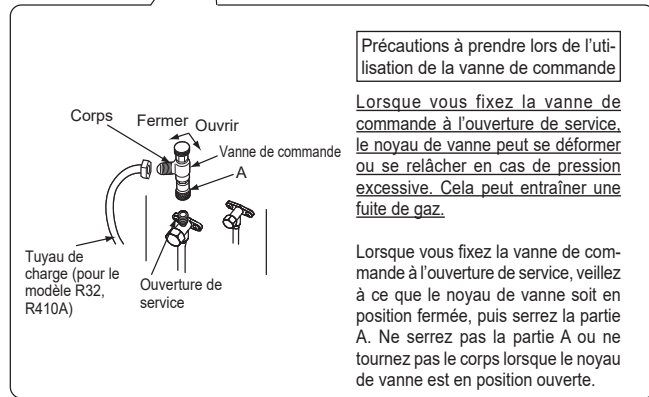 Précautions à prendre lors de l'uti-
lisation de la vanne de commande
Lorsque vous fixez la vanne de
commande à l'ouverture de service,
le noyau de vanne peut se déformer
ou se relâcher en cas de pression
excessive. Cela peut entraîner une
fuite de gaz.
Lorsque vous fixez la vanne de com-
mande à l'ouverture de service, veillez
à ce que le noyau de vanne soit en
position fermée, puis serrez la partie
A. Ne serrez pas la partie A ou ne
tournez pas le corps lorsque le noyau
de vanne est en position ouverte.
Corps
Fermer
Ouvrir
Vanne de commande
A
Tuyau de
charge (pour le
modèle R32,
R410A)
Ouverture de
service